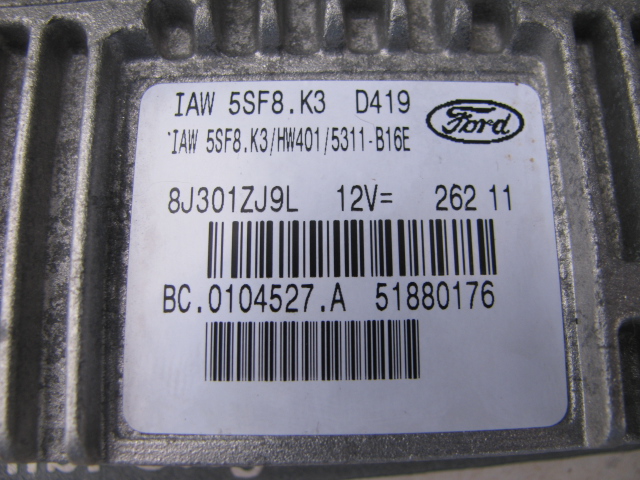 IAW 5SF8.K3 D419
Ford
IAW 5SF8.K3/HW401/5311-B16E
8J301ZJ9L 12V= 262 11
BC.0104527.A 51880176